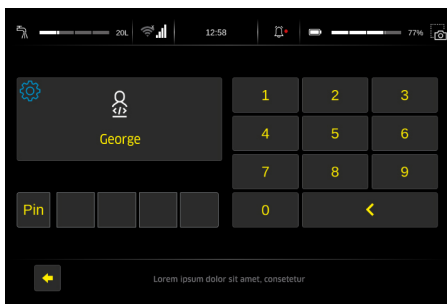 20L 12:58 77%
</>
George
1 2 3
4 5 6
7 8 9
Pin 0
Lorem ipsum dolor sit amet, consetetur